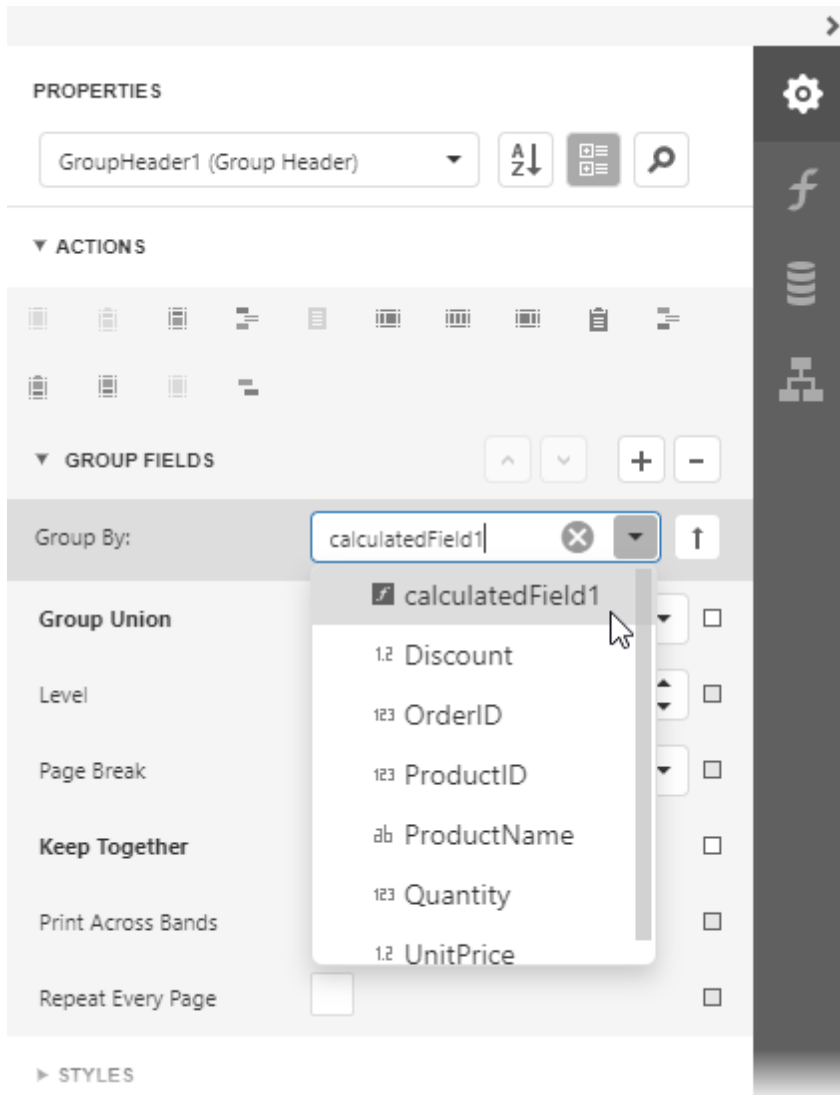 PROPERTIES
GroupHeader1 (Group Header)
A
Z
ACTIONS
GROUP FIELDS
Group By: calculatedField1
f calculatedField1
Group Union
1.2 Discount
Level
123 OrderID
Page Break
123 ProductID
Keep Together
ab ProductName
Print Across Bands
123 Quantity
1.2 UnitPrice
Repeat Every Page
STYLES